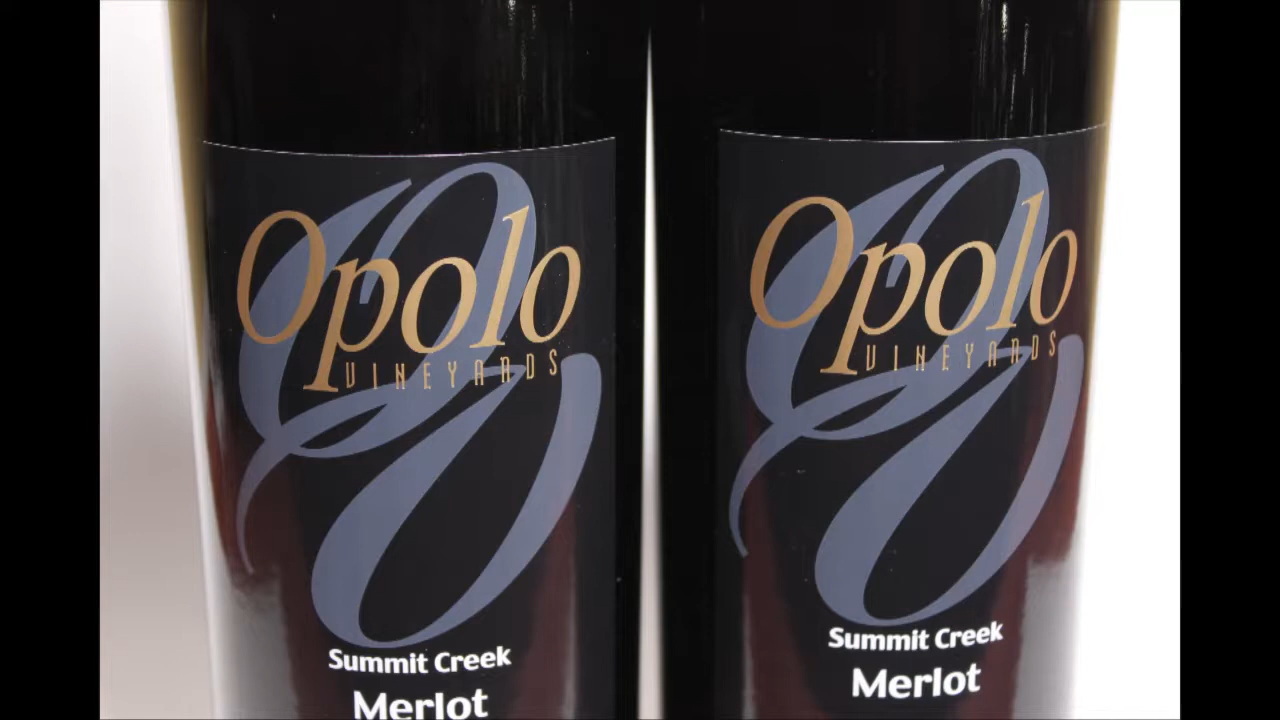 Opolo
VINEYARDS
Summit Creek
Merlot
Opolo
VINEYARDS
Summit Creek
Merlot